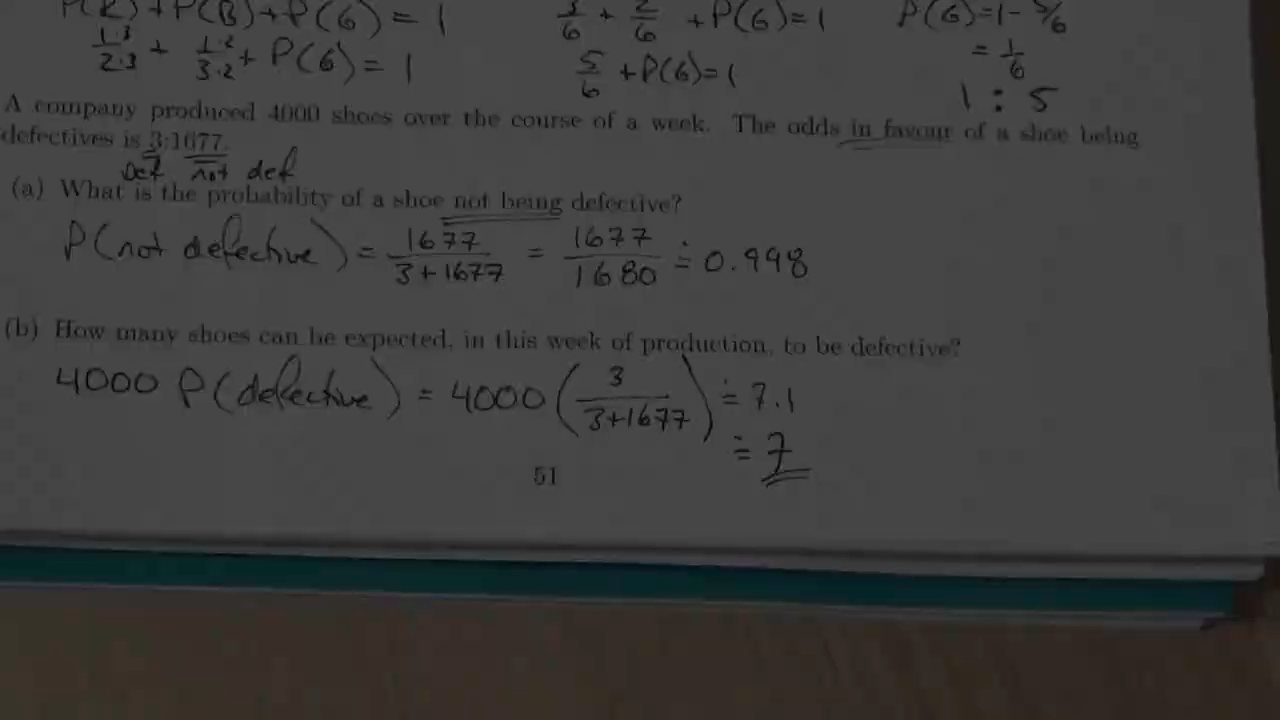 P(R) + P(B) + P(G) = 1
3/6 + 2/6 + P(G) = 1
P(G) = 1 - 5/6
1·3/2·3 + 1·2/3·2 + P(G) = 1
5/6 + P(G) = 1
= 1/6
1 : 5
A company produced 4000 shoes over the course of a week. The odds in favour of a shoe being
defectives is 3:1677.
Def not def
(a) What is the probability of a shoe not being defective?
P(not defective) = 1677/3+1677 = 1677/1680 ≐ 0.998
(b) How many shoes can be expected, in this week of production, to be defective?
4000 P(defective) = 4000 (3/3+1677) ≐ 7.1
≐ 7
51